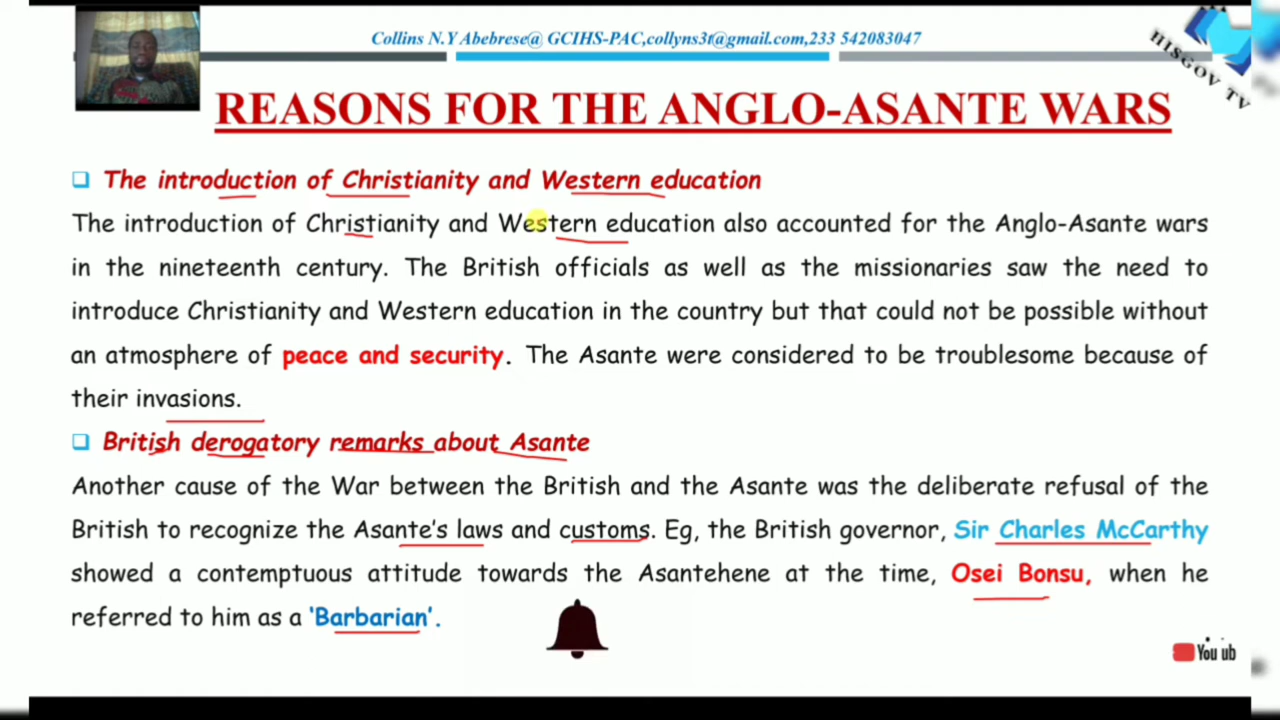 Collins N.Y Abebrese@ GCIHS-PAC,collyns3t@gmail.com,233 542083047
HISGOV TV
REASONS FOR THE ANGLO-ASANTE WARS
The introduction of Christianity and Western education
The introduction of Christianity and Western education also accounted for the Anglo-Asante wars
in the nineteenth century. The British officials as well as the missionaries saw the need to
introduce Christianity and Western education in the country but that could not be possible without
an atmosphere of peace and security. The Asante were considered to be troublesome because of
their invasions.
British derogatory remarks about Asante
Another cause of the War between the British and the Asante was the deliberate refusal of the
British to recognize the Asante’s laws and customs. Eg, the British governor, Sir Charles McCarthy
showed a contemptuous attitude towards the Asantehene at the time, Osei Bonsu, when he
referred to him as a ‘Barbarian’.
You ub